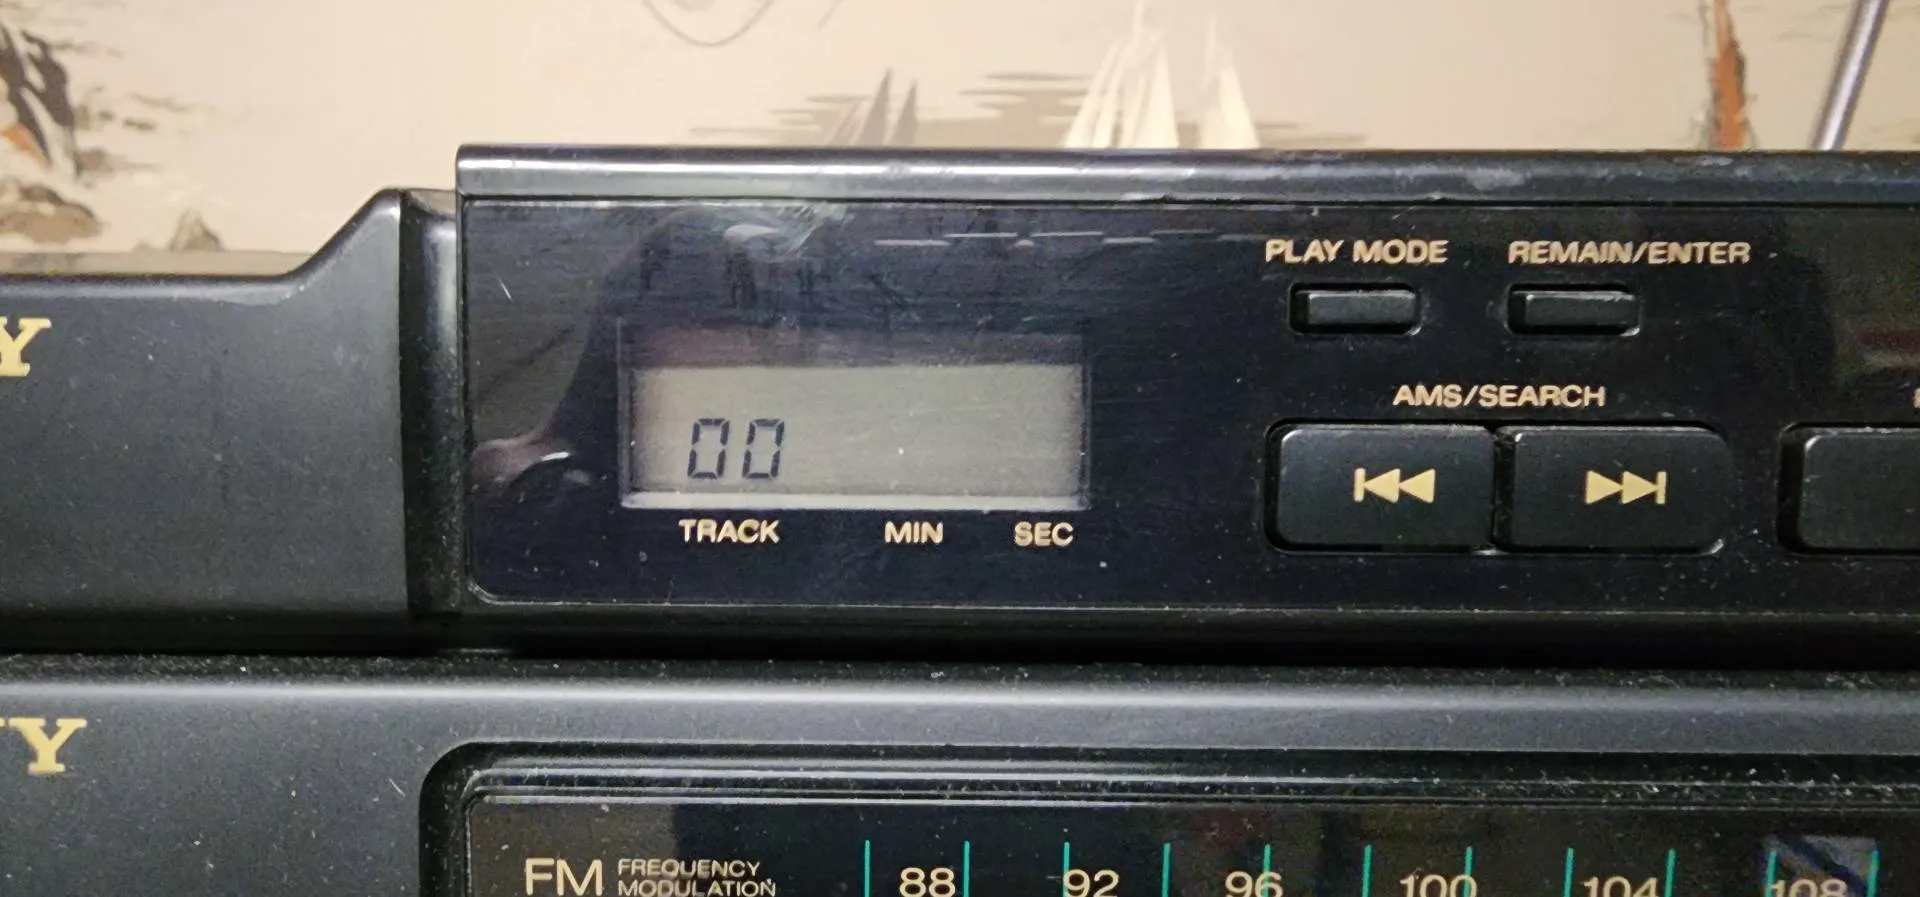 PLAY MODE REMAIN/ENTER
Y
AMS/SEARCH
00
TRACK MIN SEC
Y
FM FREQUENCY MODULATION
88 92 96 100 104 108